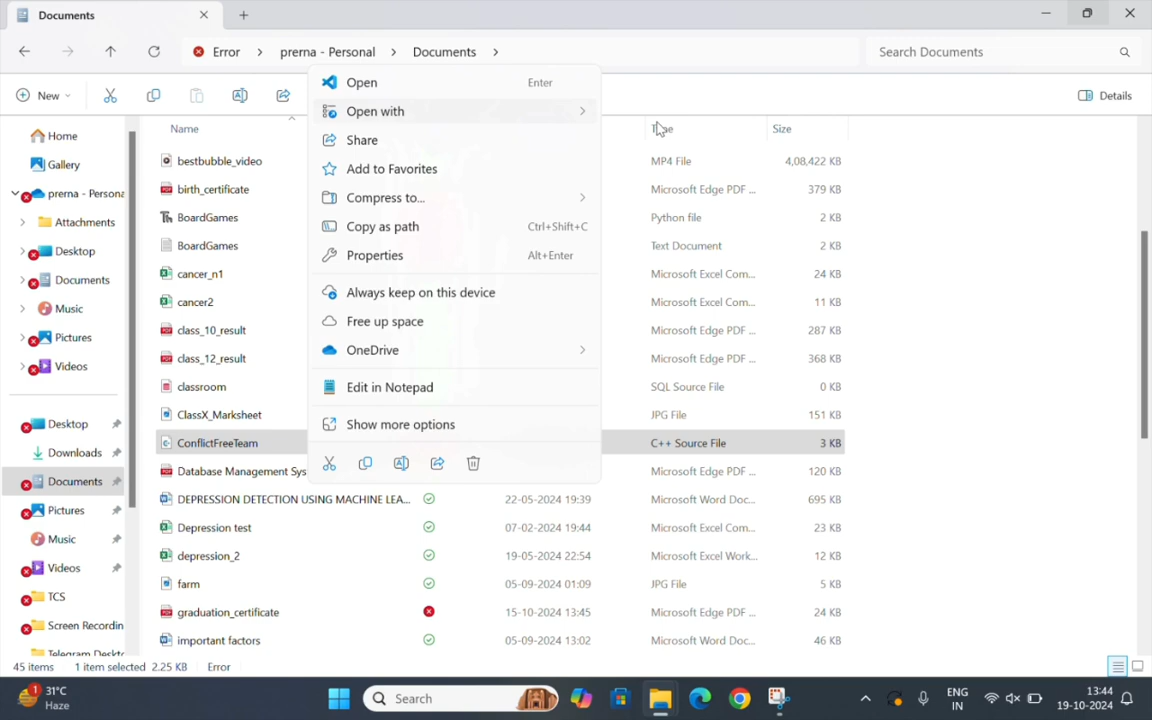 Documents
Error > prerna - Personal > Documents >
Search Documents
New
Details
Home
Gallery
prerna - Persona
Attachments
Desktop
Documents
Music
Pictures
Videos
Desktop
Downloads
Documents
Pictures
Music
Videos
TCS
Screen Recordin
Telegram Deskto
Open Enter
Open with
Share
Add to Favorites
Compress to...
Copy as path Ctrl+Shift+C
Properties Alt+Enter
Always keep on this device
Free up space
OneDrive
Edit in Notepad
Show more options
Name Size
bestbubble_video MP4 File 4,08,422 KB
birth_certificate Microsoft Edge PDF ... 379 KB
BoardGames Python file 2 KB
BoardGames Text Document 2 KB
cancer_n1 Microsoft Excel Com... 24 KB
cancer2 Microsoft Excel Com... 11 KB
class_10_result Microsoft Edge PDF ... 287 KB
class_12_result Microsoft Edge PDF ... 368 KB
classroom SQL Source File 0 KB
ClassX_Marksheet JPG File 151 KB
ConflictFreeTeam C++ Source File 3 KB
Database Management Sys Microsoft Edge PDF ... 120 KB
DEPRESSION DETECTION USING MACHINE LEA... 22-05-2024 19:39 Microsoft Word Doc... 695 KB
Depression test 07-02-2024 19:44 Microsoft Excel Com... 23 KB
depression_2 19-05-2024 22:54 Microsoft Excel Work... 12 KB
farm 05-09-2024 01:09 JPG File 5 KB
graduation_certificate 15-10-2024 13:45 Microsoft Edge PDF ... 24 KB
important factors 05-09-2024 13:02 Microsoft Word Doc... 46 KB
45 items 1 item selected 2.25 KB Error
1
31°C
Haze
Search
ENG
IN
13:44
19-10-2024